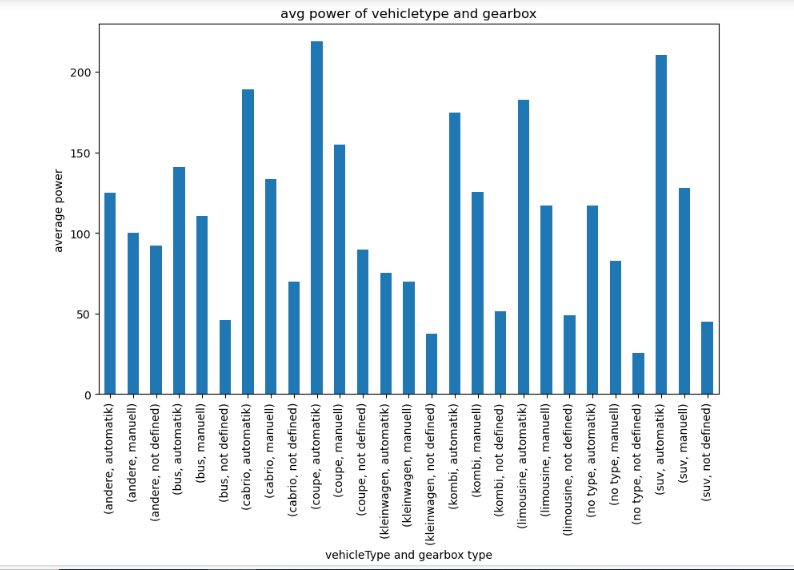 avg power of vehicletype and gearbox
average power
200
150
100
50
0
(andere, automatik)
(andere, manuell)
(andere, not defined)
(bus, automatik)
(bus, manuell)
(bus, not defined)
(cabrio, automatik)
(cabrio, manuell)
(cabrio, not defined)
(coupe, automatik)
(coupe, manuell)
(coupe, not defined)
(kleinwagen, automatik)
(kleinwagen, manuell)
(kleinwagen, not defined)
(kombi, automatik)
(kombi, manuell)
(kombi, not defined)
(limousine, automatik)
(limousine, manuell)
(limousine, not defined)
(no type, automatik)
(no type, manuell)
(no type, not defined)
(suv, automatik)
(suv, manuell)
(suv, not defined)
vehicleType and gearbox type